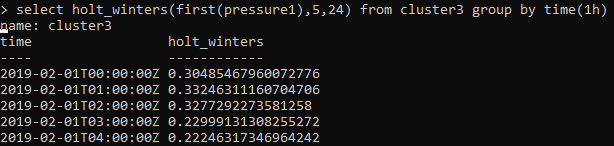 > select holt_winters(first(pressure1),5,24) from cluster3 group by time(1h)
name: cluster3
time                 holt_winters
----                 ------------
2019-02-01T00:00:00Z 0.30485467960072776
2019-02-01T01:00:00Z 0.33246311160704706
2019-02-01T02:00:00Z 0.3277292273581258
2019-02-01T03:00:00Z 0.22999131308255272
2019-02-01T04:00:00Z 0.22246317346964242